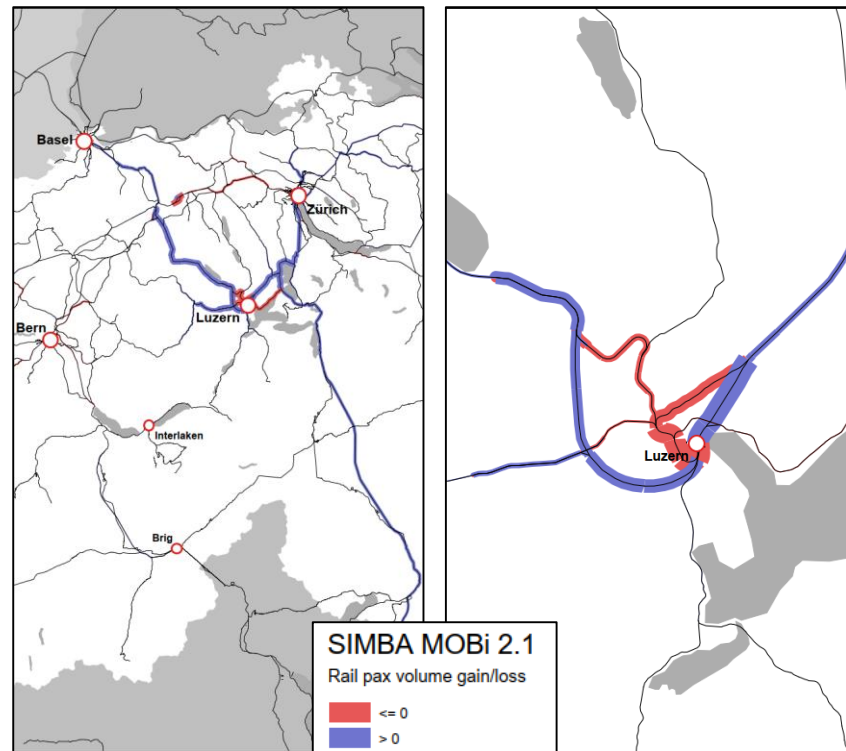 Basel
Zürich
Luzern
Bern
Interlaken
Brig
Luzern
SIMBA MOBi 2.1
Rail pax volume gain/loss
<= 0
> 0